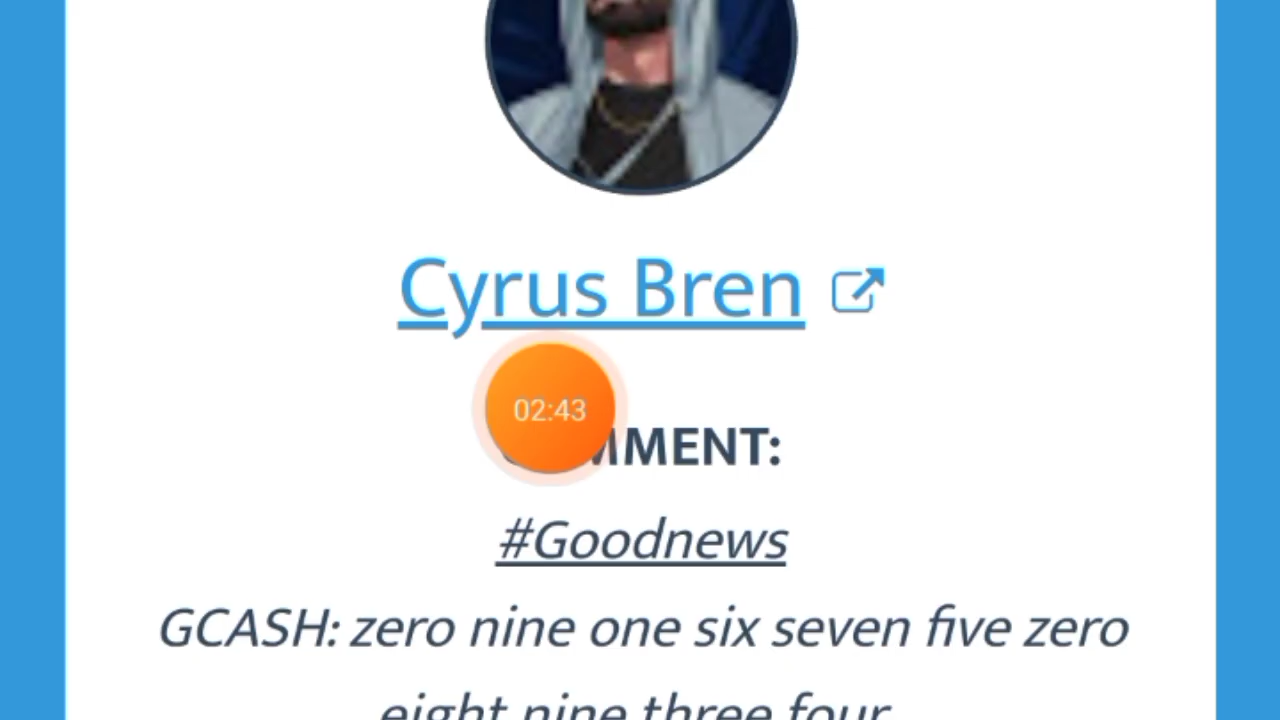 Cyrus Bren
02:43
MMENT:
#Goodnews
GCASH: zero nine one six seven five zero
eight nine three four